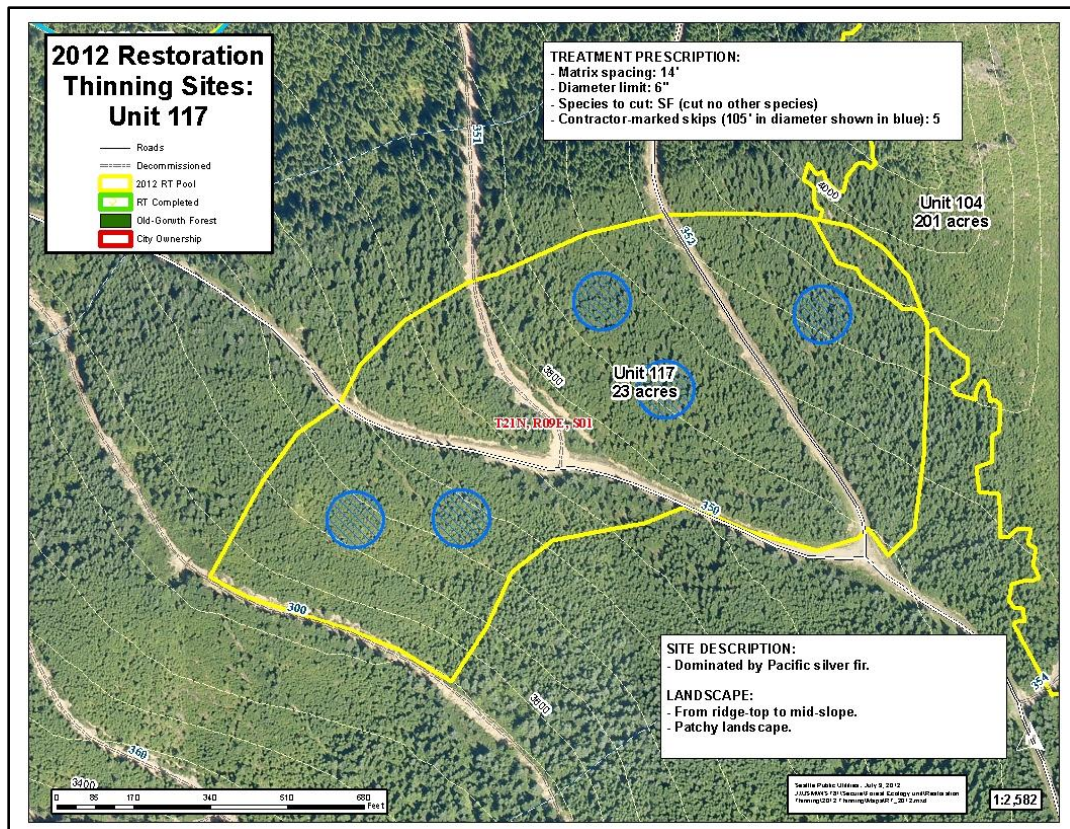 2012 Restoration
Thinning Sites:
Unit 117
Roads
Decommissioned
2012 RT Pool
RT Completed
Old-Gorwth Forest
City Ownership
TREATMENT PRESCRIPTION:
- Matrix spacing: 14'
- Diameter limit: 6"
- Species to cut: SF (cut no other species)
- Contractor-marked skips (105' in diameter shown in blue): 5
351
352
4000
Unit 104
201 acres
3800
Unit 117
23 acres
T21N, R09E, S01
350
300
SITE DESCRIPTION:
- Dominated by Pacific silver fir.
LANDSCAPE:
- From ridge-top to mid-slope.
- Patchy landscape.
354
3800
360
3400
0 85 170 340 510 680
Feet
Seattle Public Utilities, July 9, 2012
1:2,582